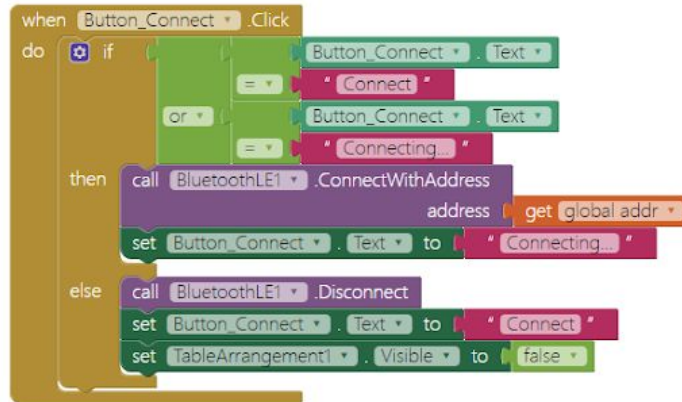 when Button_Connect .Click
do if Button_Connect . Text
= " Connect "
or Button_Connect . Text
= " Connecting... "
then call BluetoothLE1 .ConnectWithAddress
address get global addr
set Button_Connect . Text to " Connecting... "
else call BluetoothLE1 .Disconnect
set Button_Connect . Text to " Connect "
set TableArrangement1 . Visible to false